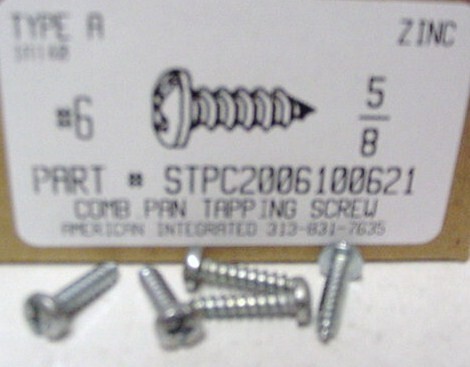 TYPE A ZINC
#6 5/8
PART # STPC2006100621
COMB.PAN TAPPING SCREW
AMERICAN INTEGRATED 313-831-7635